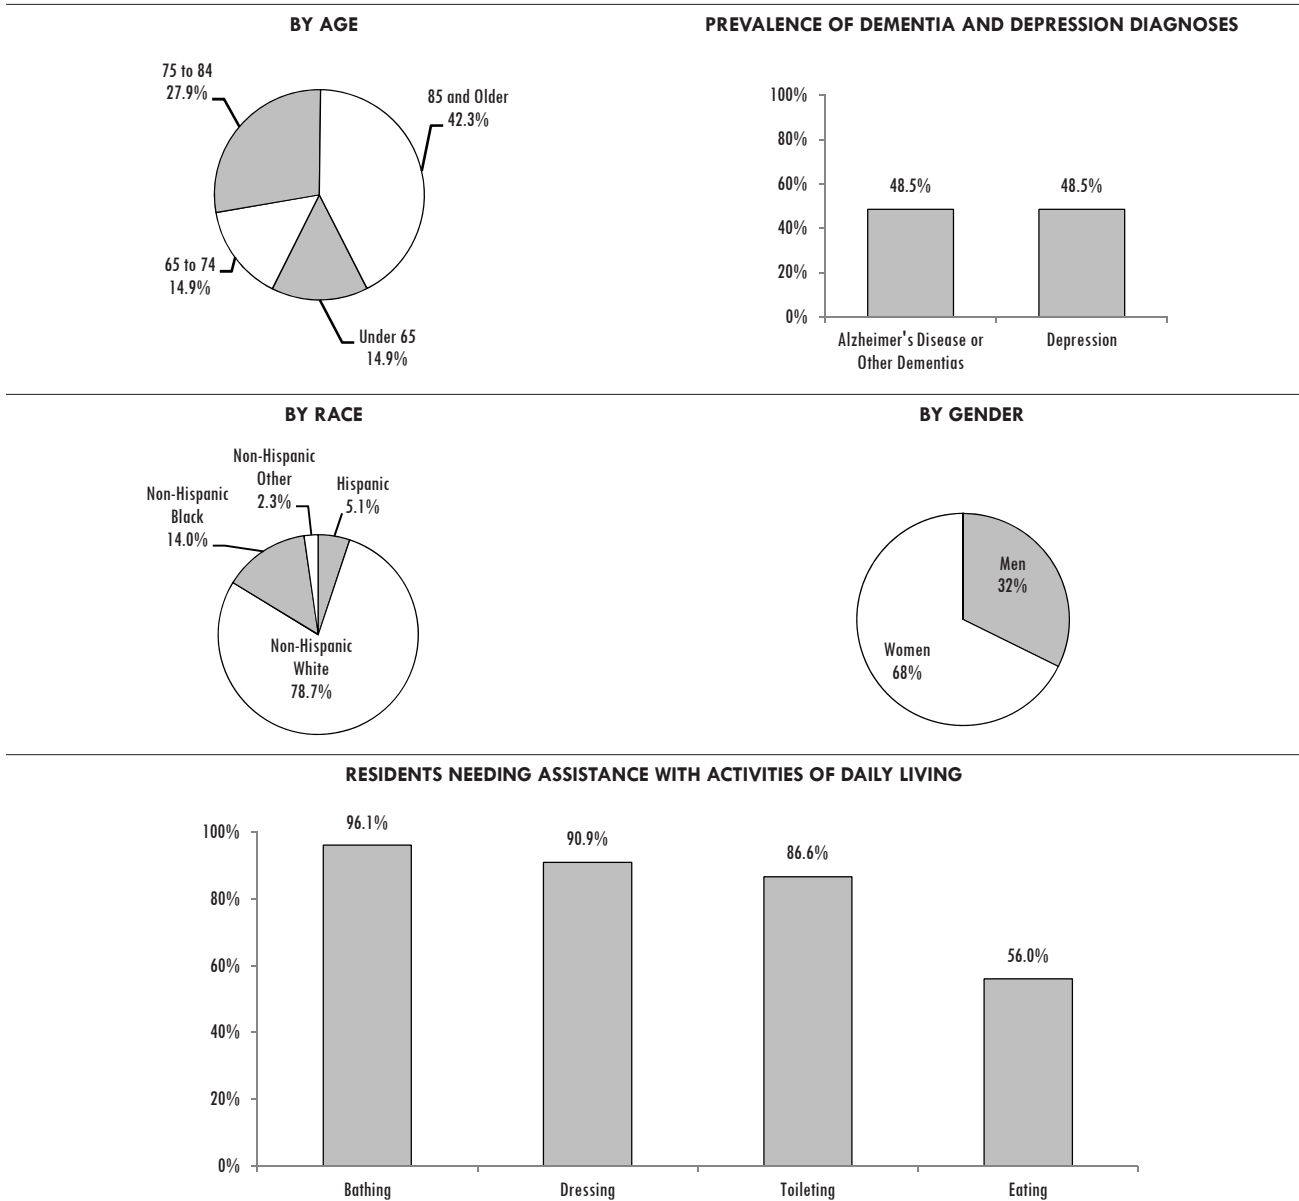 BY AGE
75 to 84
27.9%
85 and Older
42.3%
65 to 74
14.9%
Under 65
14.9%
PREVALENCE OF DEMENTIA AND DEPRESSION DIAGNOSES
100%
80%
60%
40%
20%
0%
48.5%
48.5%
Alzheimer's Disease or
Other Dementias
Depression
BY RACE
Non-Hispanic
Other
2.3%
Hispanic
5.1%
Non-Hispanic
Black
14.0%
Non-Hispanic
White
78.7%
BY GENDER
Men
32%
Women
68%
RESIDENTS NEEDING ASSISTANCE WITH ACTIVITIES OF DAILY LIVING
100%
80%
60%
40%
20%
0%
96.1%
90.9%
86.6%
56.0%
Bathing
Dressing
Toileting
Eating